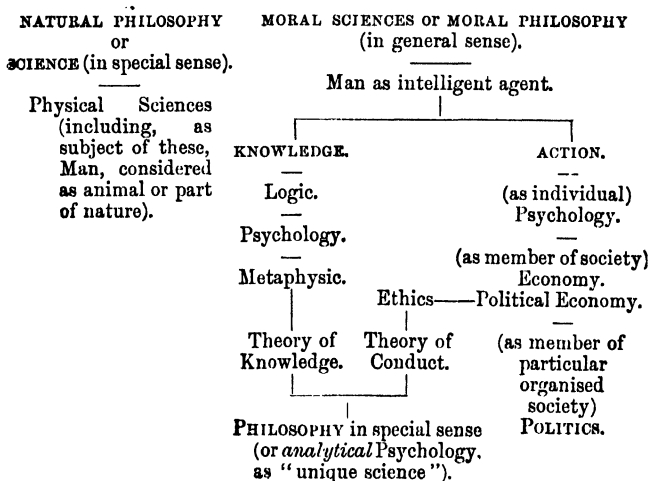 NATURAL PHILOSOPHY
or
SCIENCE (in special sense).
Physical Sciences
(including, as
subject of these,
Man, considered
as animal or part
of nature).
MORAL SCIENCES or MORAL PHILOSOPHY
(in general sense).
Man as intelligent agent.
KNOWLEDGE.
Logic.
Psychology.
Metaphysic.
Theory of
Knowledge.
ACTION.
(as individual)
Psychology.
(as member of society)
Economy.
Ethics—Political Economy.
Theory of
Conduct.
(as member of
particular
organised
society)
POLITICS.
PHILOSOPHY in special sense
(or analytical Psychology,
as "unique science").